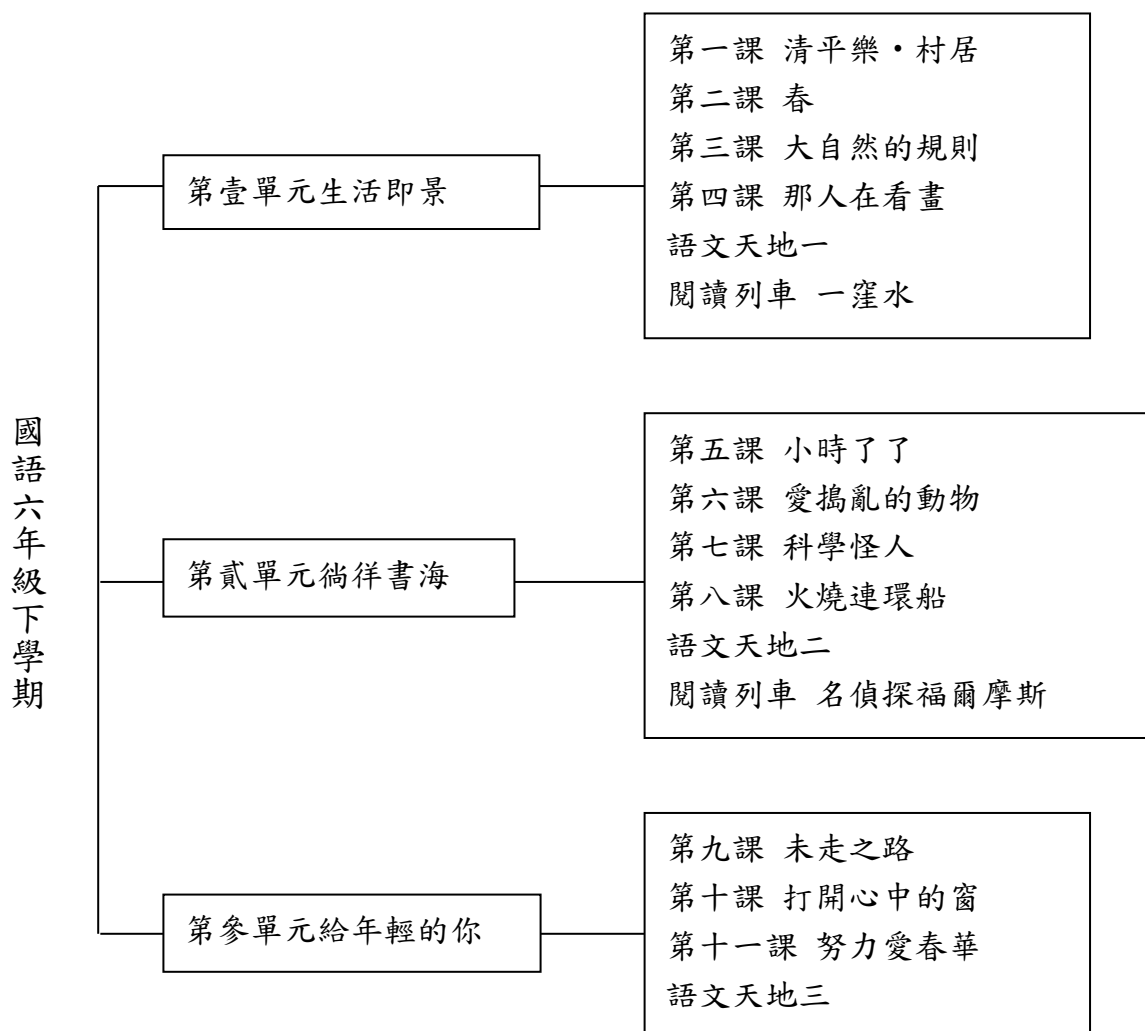 國語六年級下學期
第壹單元生活即景
第一課 清平樂・村居
第二課 春
第三課 大自然的規則
第四課 那人在看畫
語文天地一
閱讀列車 一窪水
第貳單元徜徉書海
第五課 小時了了
第六課 愛搗亂的動物
第七課 科學怪人
第八課 火燒連環船
語文天地二
閱讀列車 名偵探福爾摩斯
第參單元給年輕的你
第九課 未走之路
第十課 打開心中的窗
第十一課 努力愛春華
語文天地三